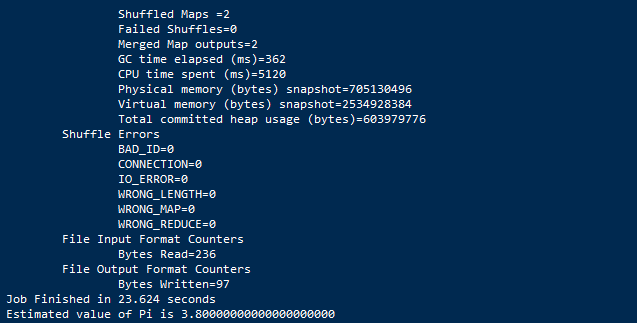 Shuffled Maps =2
Failed Shuffles=0
Merged Map outputs=2
GC time elapsed (ms)=362
CPU time spent (ms)=5120
Physical memory (bytes) snapshot=705130496
Virtual memory (bytes) snapshot=2534928384
Total committed heap usage (bytes)=603979776
Shuffle Errors
BAD_ID=0
CONNECTION=0
IO_ERROR=0
WRONG_LENGTH=0
WRONG_MAP=0
WRONG_REDUCE=0
File Input Format Counters
Bytes Read=236
File Output Format Counters
Bytes Written=97
Job Finished in 23.624 seconds
Estimated value of Pi is 3.80000000000000000000